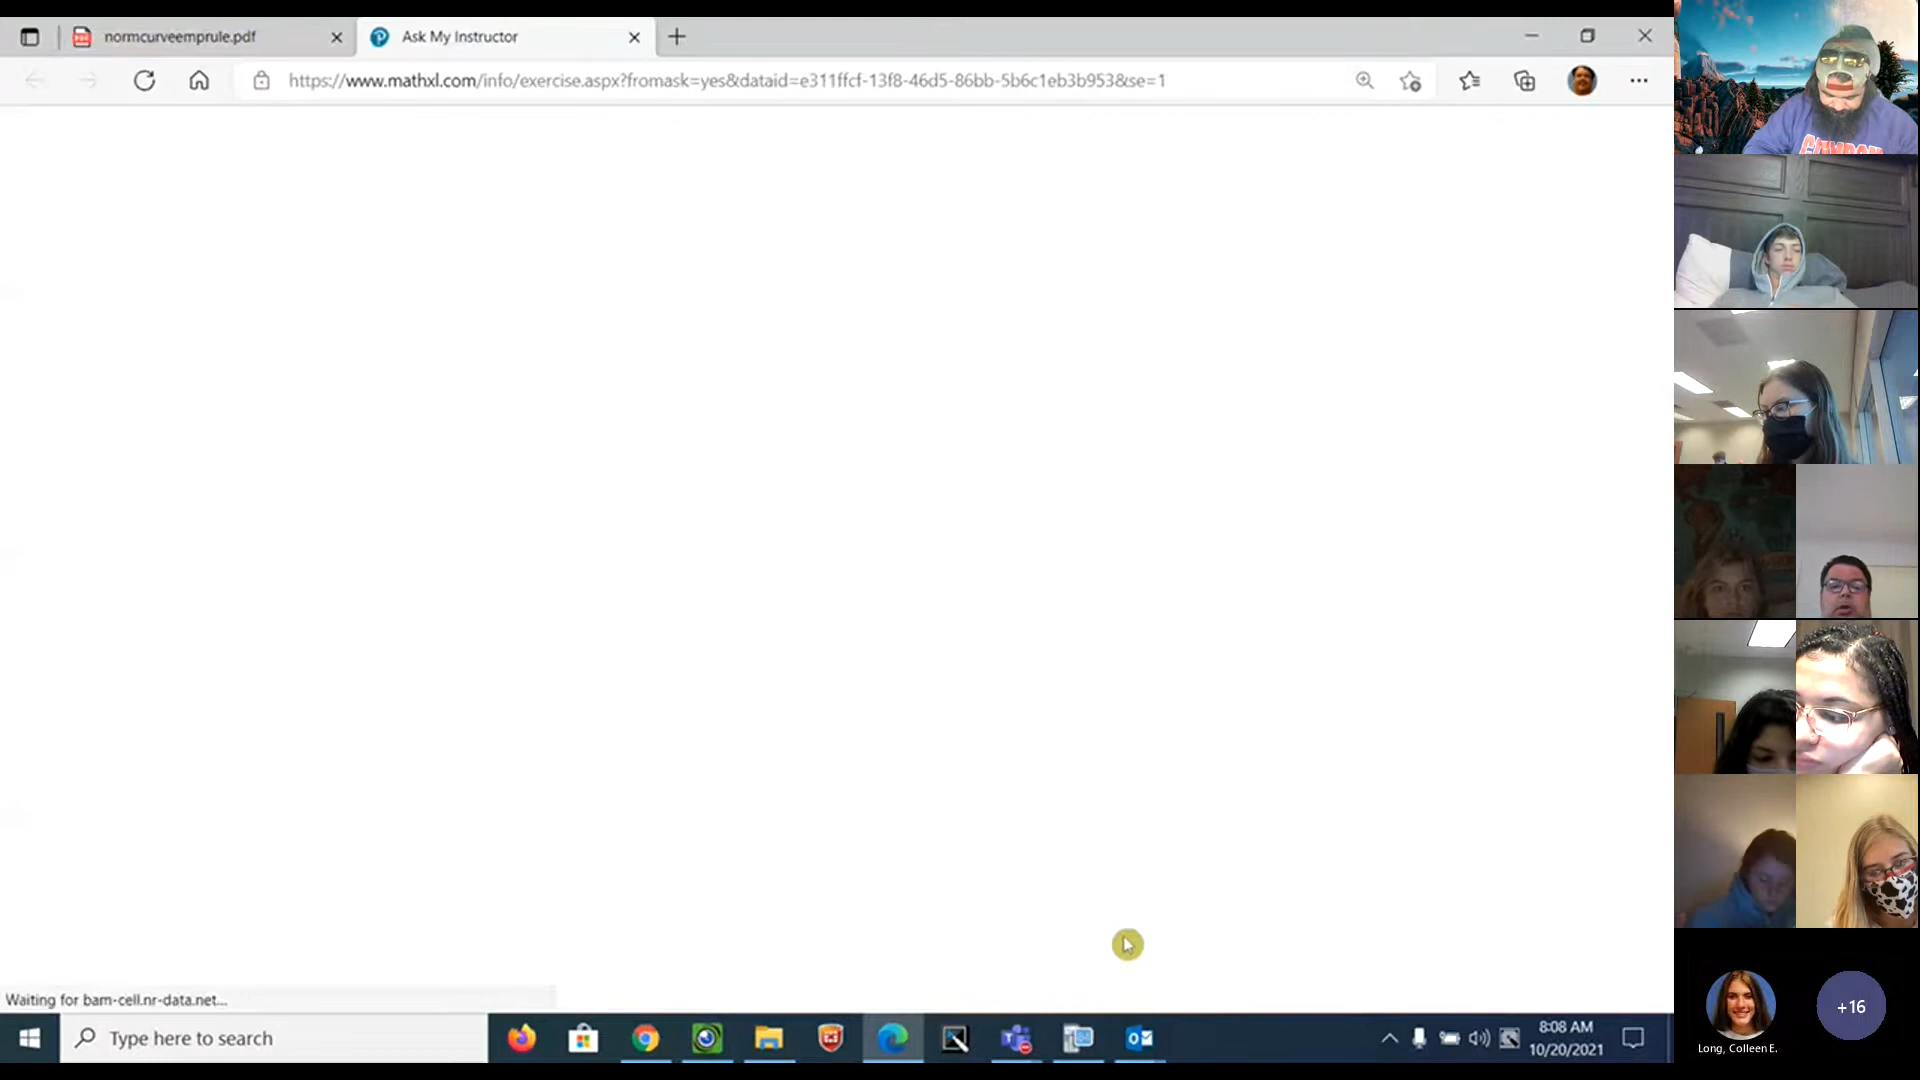 normcurveemprule.pdf
Ask My Instructor
https://www.mathxl.com/info/exercise.aspx?fromask=yes&dataid=e311ffcf-13f8-46d5-86bb-5b6c1eb3b953&se=1
Waiting for bam-cell.nr-data.net...
Type here to search
8:08 AM
10/20/2021
+16
Long, Colleen E.